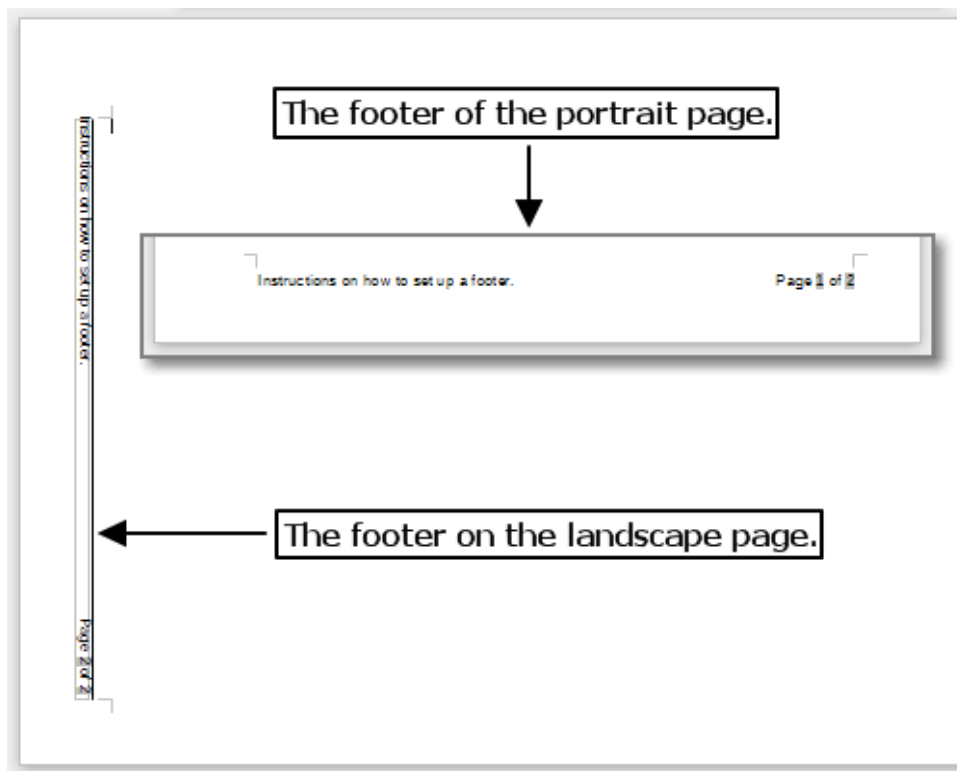 The footer of the portrait page.
Instructions on how to set up a footer. Page 1 of 2
The footer on the landscape page.
Instructions on how to set up a footer. Page 2 of 2